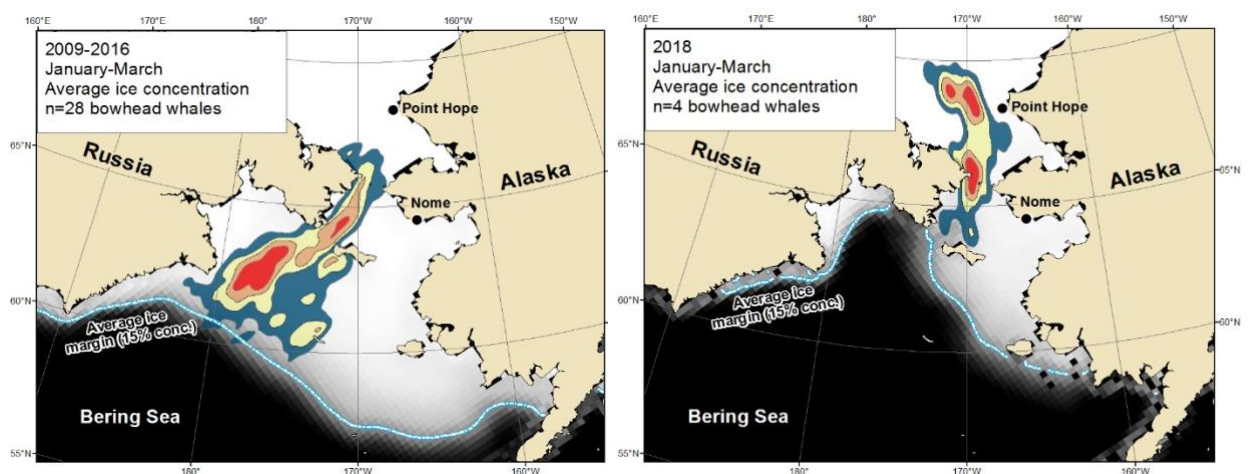 160°E 170°E 180° 170°W 160°W 150°W
2009-2016
January-March
Average ice concentration
n=28 bowhead whales
Point Hope
65°N
Russia
Alaska
Nome
60°N
Average ice
margin (15% conc.)
Bering Sea
55°N
180° 170°W 160°W
160°E 170°E 180° 170°W 160°W 150°W
2018
January-March
Average ice concentration
n=4 bowhead whales
Point Hope
65°N
Russia
65°N
Alaska
Nome
60°N
60°N
Average ice
margin (15% conc.)
Bering Sea
55°N
180° 170°W 160°W